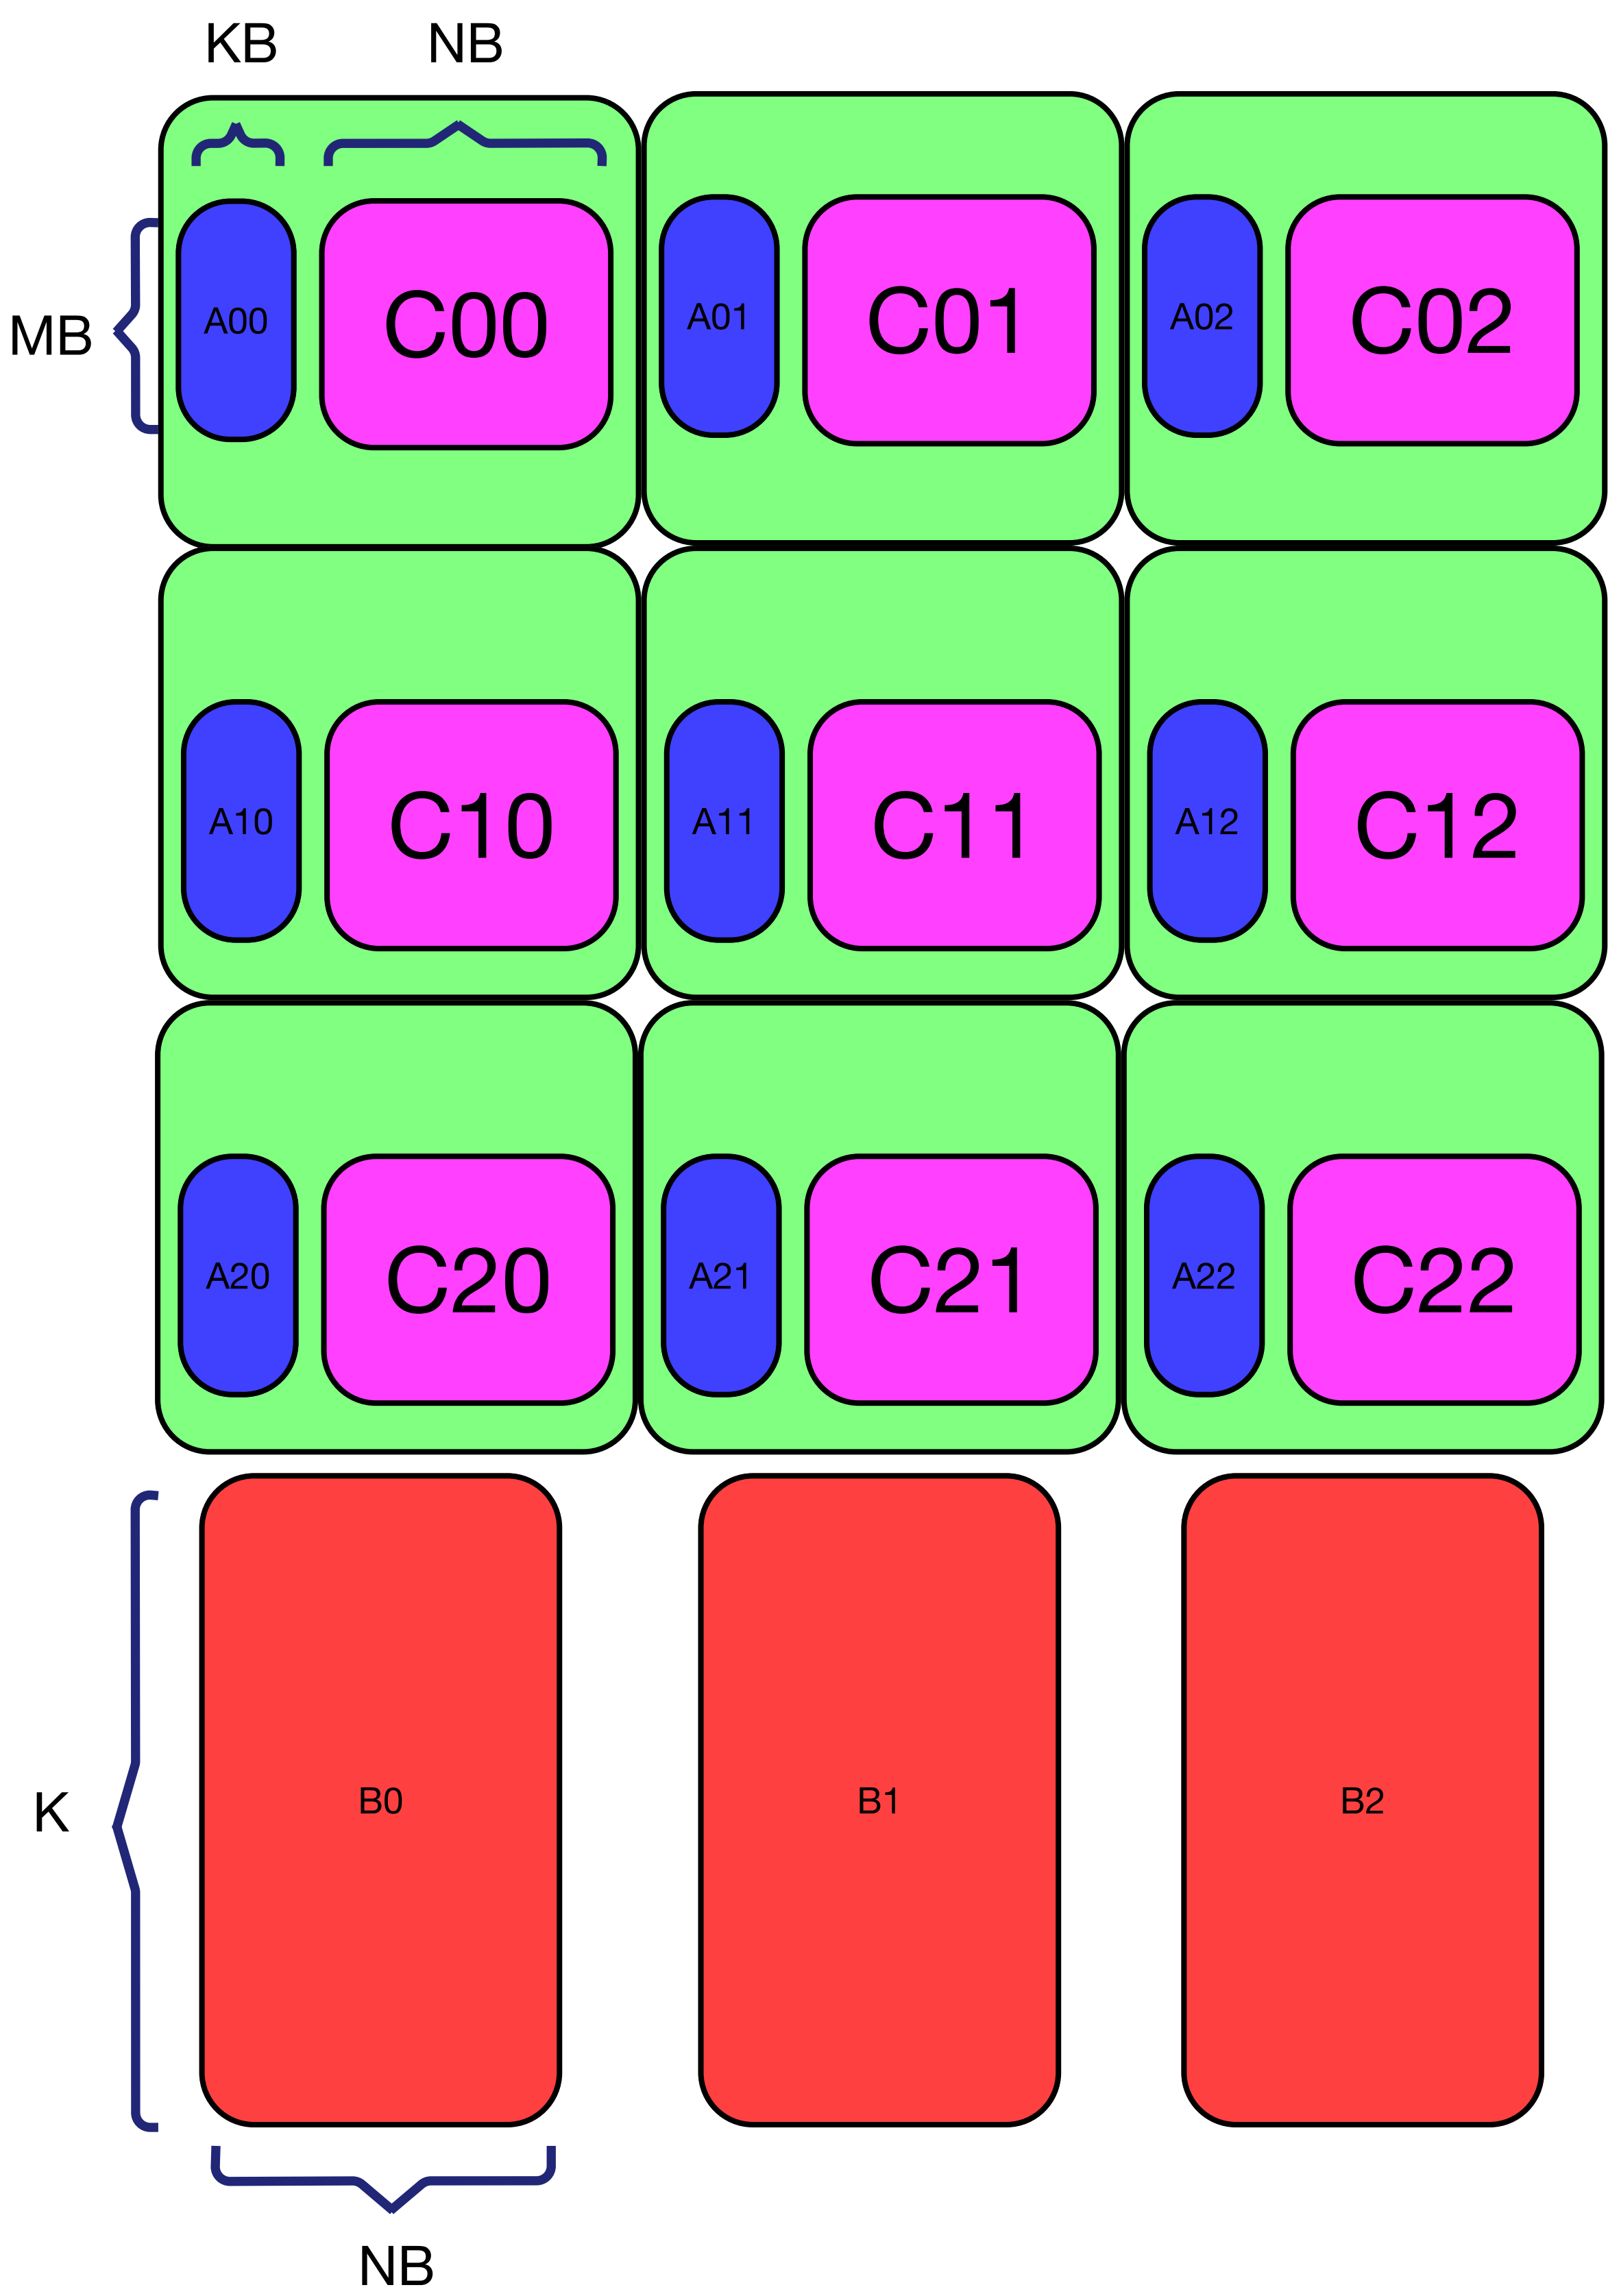 KB NB
MB A00 C00 A01 C01 A02 C02
A10 C10 A11 C11 A12 C12
A20 C20 A21 C21 A22 C22
K B0 B1 B2
NB